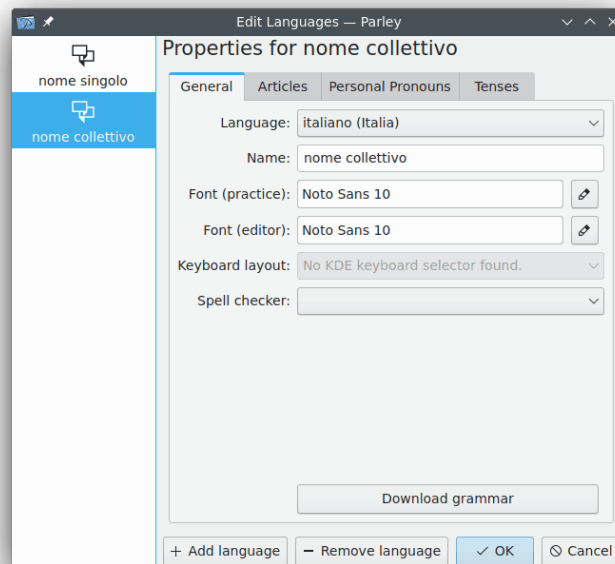 Edit Languages — Parley
nome singolo
nome collettivo
Properties for nome collettivo
General Articles Personal Pronouns Tenses
Language: italiano (Italia)
Name: nome collettivo
Font (practice): Noto Sans 10
Font (editor): Noto Sans 10
Keyboard layout: No KDE keyboard selector found.
Spell checker:
Download grammar
+ Add language − Remove language OK Cancel